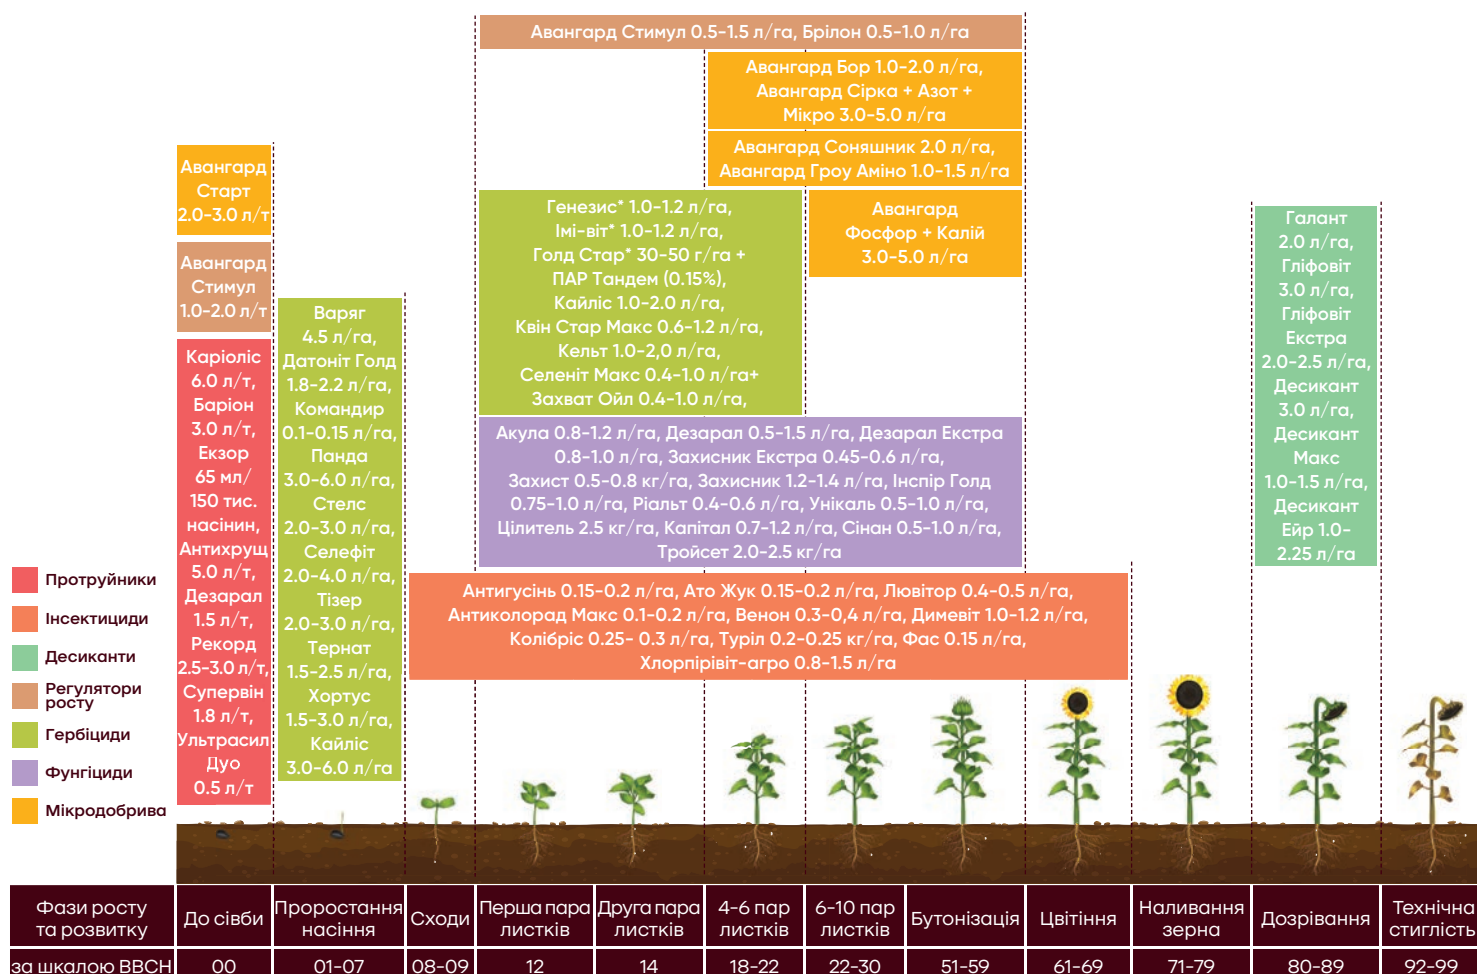 Авангард Стимул 0.5-1.5 л/га, Брілон 0.5-1.0 л/га
Авангард Бор 1.0-2.0 л/га,
Авангард Сірка + Азот +
Мікро 3.0-5.0 л/га
Авангард Соняшник 2.0 л/га,
Авангард Гроу Аміно 1.0-1.5 л/га
Авангард
Старт
2.0-3.0 л/т
Авангард
Стимул
1.0-2.0 л/т
Каріоліс
6.0 л/т,
Баріон
3.0 л/т,
Екзор
65 мл/
150 тис.
насінин,
Антихрущ
5.0 л/т,
Дезарал
1.5 л/т,
Рекорд
2.5-3.0 л/т,
Супервін
1.8 л/т,
Ультрасил
Дуо
0.5 л/т
Варяг
4.5 л/га,
Датоніт Голд
1.8-2.2 л/га,
Командир
0.1-0.15 л/га,
Панда
3.0-6.0 л/га,
Стелс
2.0-3.0 л/га,
Селефіт
2.0-4.0 л/га,
Тізер
2.0-3.0 л/га,
Тернат
1.5-2.5 л/га,
Хортус
1.5-3.0 л/га,
Кайліс
3.0-6.0 л/га
Генезис* 1.0-1.2 л/га,
Імі-віт* 1.0-1.2 л/га,
Голд Стар* 30-50 г/га +
ПАР Тандем (0.15%),
Кайліс 1.0-2.0 л/га,
Квін Стар Макс 0.6-1.2 л/га,
Кельт 1.0-2,0 л/га,
Селеніт Макс 0.4-1.0 л/га+
Захват Ойл 0.4-1.0 л/га,
Авангард
Фосфор + Калій
3.0-5.0 л/га
Акула 0.8-1.2 л/га, Дезарал 0.5-1.5 л/га, Дезарал Екстра
0.8-1.0 л/га, Захисник Екстра 0.45-0.6 л/га,
Захист 0.5-0.8 кг/га, Захисник 1.2-1.4 л/га, Інспір Голд
0.75-1.0 л/га, Ріальт 0.4-0.6 л/га, Унікаль 0.5-1.0 л/га,
Цілитель 2.5 кг/га, Капітал 0.7-1.2 л/га, Сінан 0.5-1.0 л/га,
Тройсет 2.0-2.5 кг/га
Антигусінь 0.15-0.2 л/га, Ато Жук 0.15-0.2 л/га, Лювітор 0.4-0.5 л/га,
Антиколорад Макс 0.1-0.2 л/га, Венон 0.3-0,4 л/га, Димевіт 1.0-1.2 л/га,
Колібріс 0.25- 0.3 л/га, Туріл 0.2-0.25 кг/га, Фас 0.15 л/га,
Хлорпірівіт-агро 0.8-1.5 л/га
Галант
2.0 л/га,
Гліфовіт
3.0 л/га,
Гліфовіт
Екстра
2.0-2.5 л/га,
Десикант
3.0 л/га,
Десикант
Макс
1.0-1.5 л/га,
Десикант
Ейр 1.0-
2.25 л/га
Протруйники
Інсектициди
Десиканти
Регулятори
росту
Гербіциди
Фунгіциди
Мікродобрива
Фази росту
та розвитку
До сівби
Проростання
насіння
Сходи
Перша пара
листків
Друга пара
листків
4-6 пар
листків
6-10 пар
листків
Бутонізація
Цвітіння
Наливання
зерна
Дозрівання
Технічна
стиглість
за шкалою ВВСН
00
01-07
08-09
12
14
18-22
22-30
51-59
61-69
71-79
80-89
92-99